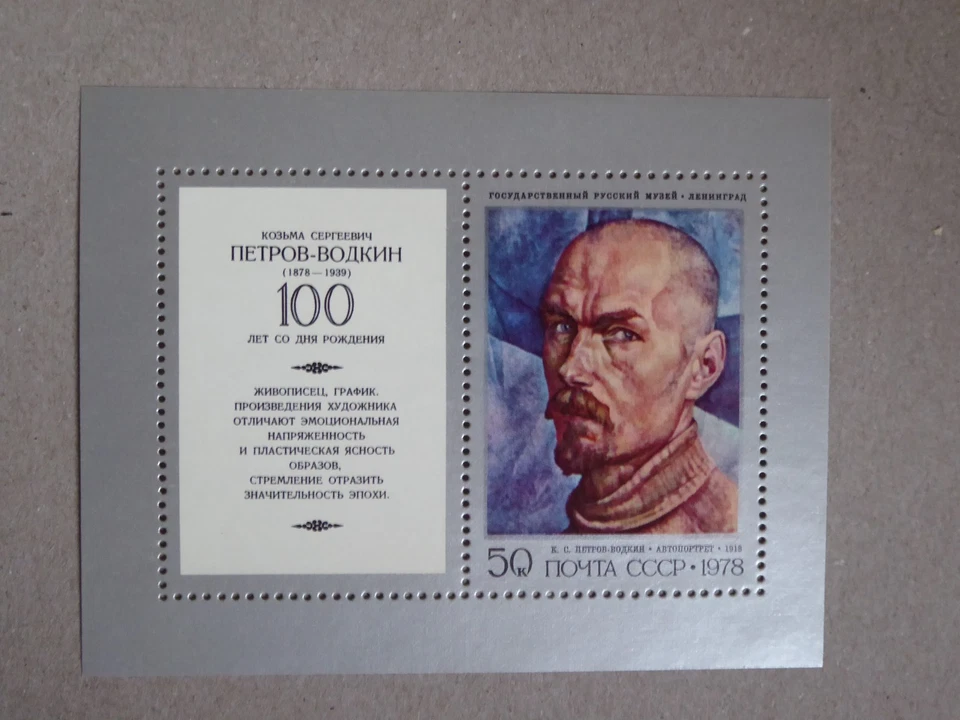 КОЗЬМА СЕРГЕЕВИЧ
ПЕТРОВ-ВОДКИН
(1878—1939)
100
ЛЕТ СО ДНЯ РОЖДЕНИЯ
ЖИВОПИСЕЦ, ГРАФИК.
ПРОИЗВЕДЕНИЯ ХУДОЖНИКА
ОТЛИЧАЮТ ЭМОЦИОНАЛЬНАЯ
НАПРЯЖЕННОСТЬ
И ПЛАСТИЧЕСКАЯ ЯСНОСТЬ
ОБРАЗОВ,
СТРЕМЛЕНИЕ ОТРАЗИТЬ
ЗНАЧИТЕЛЬНОСТЬ ЭПОХИ.
ГОСУДАРСТВЕННЫЙ РУССКИЙ МУЗЕЙ • ЛЕНИНГРАД
К. С. ПЕТРОВ-ВОДКИН • АВТОПОРТРЕТ • 1918
50к ПОЧТА СССР • 1978